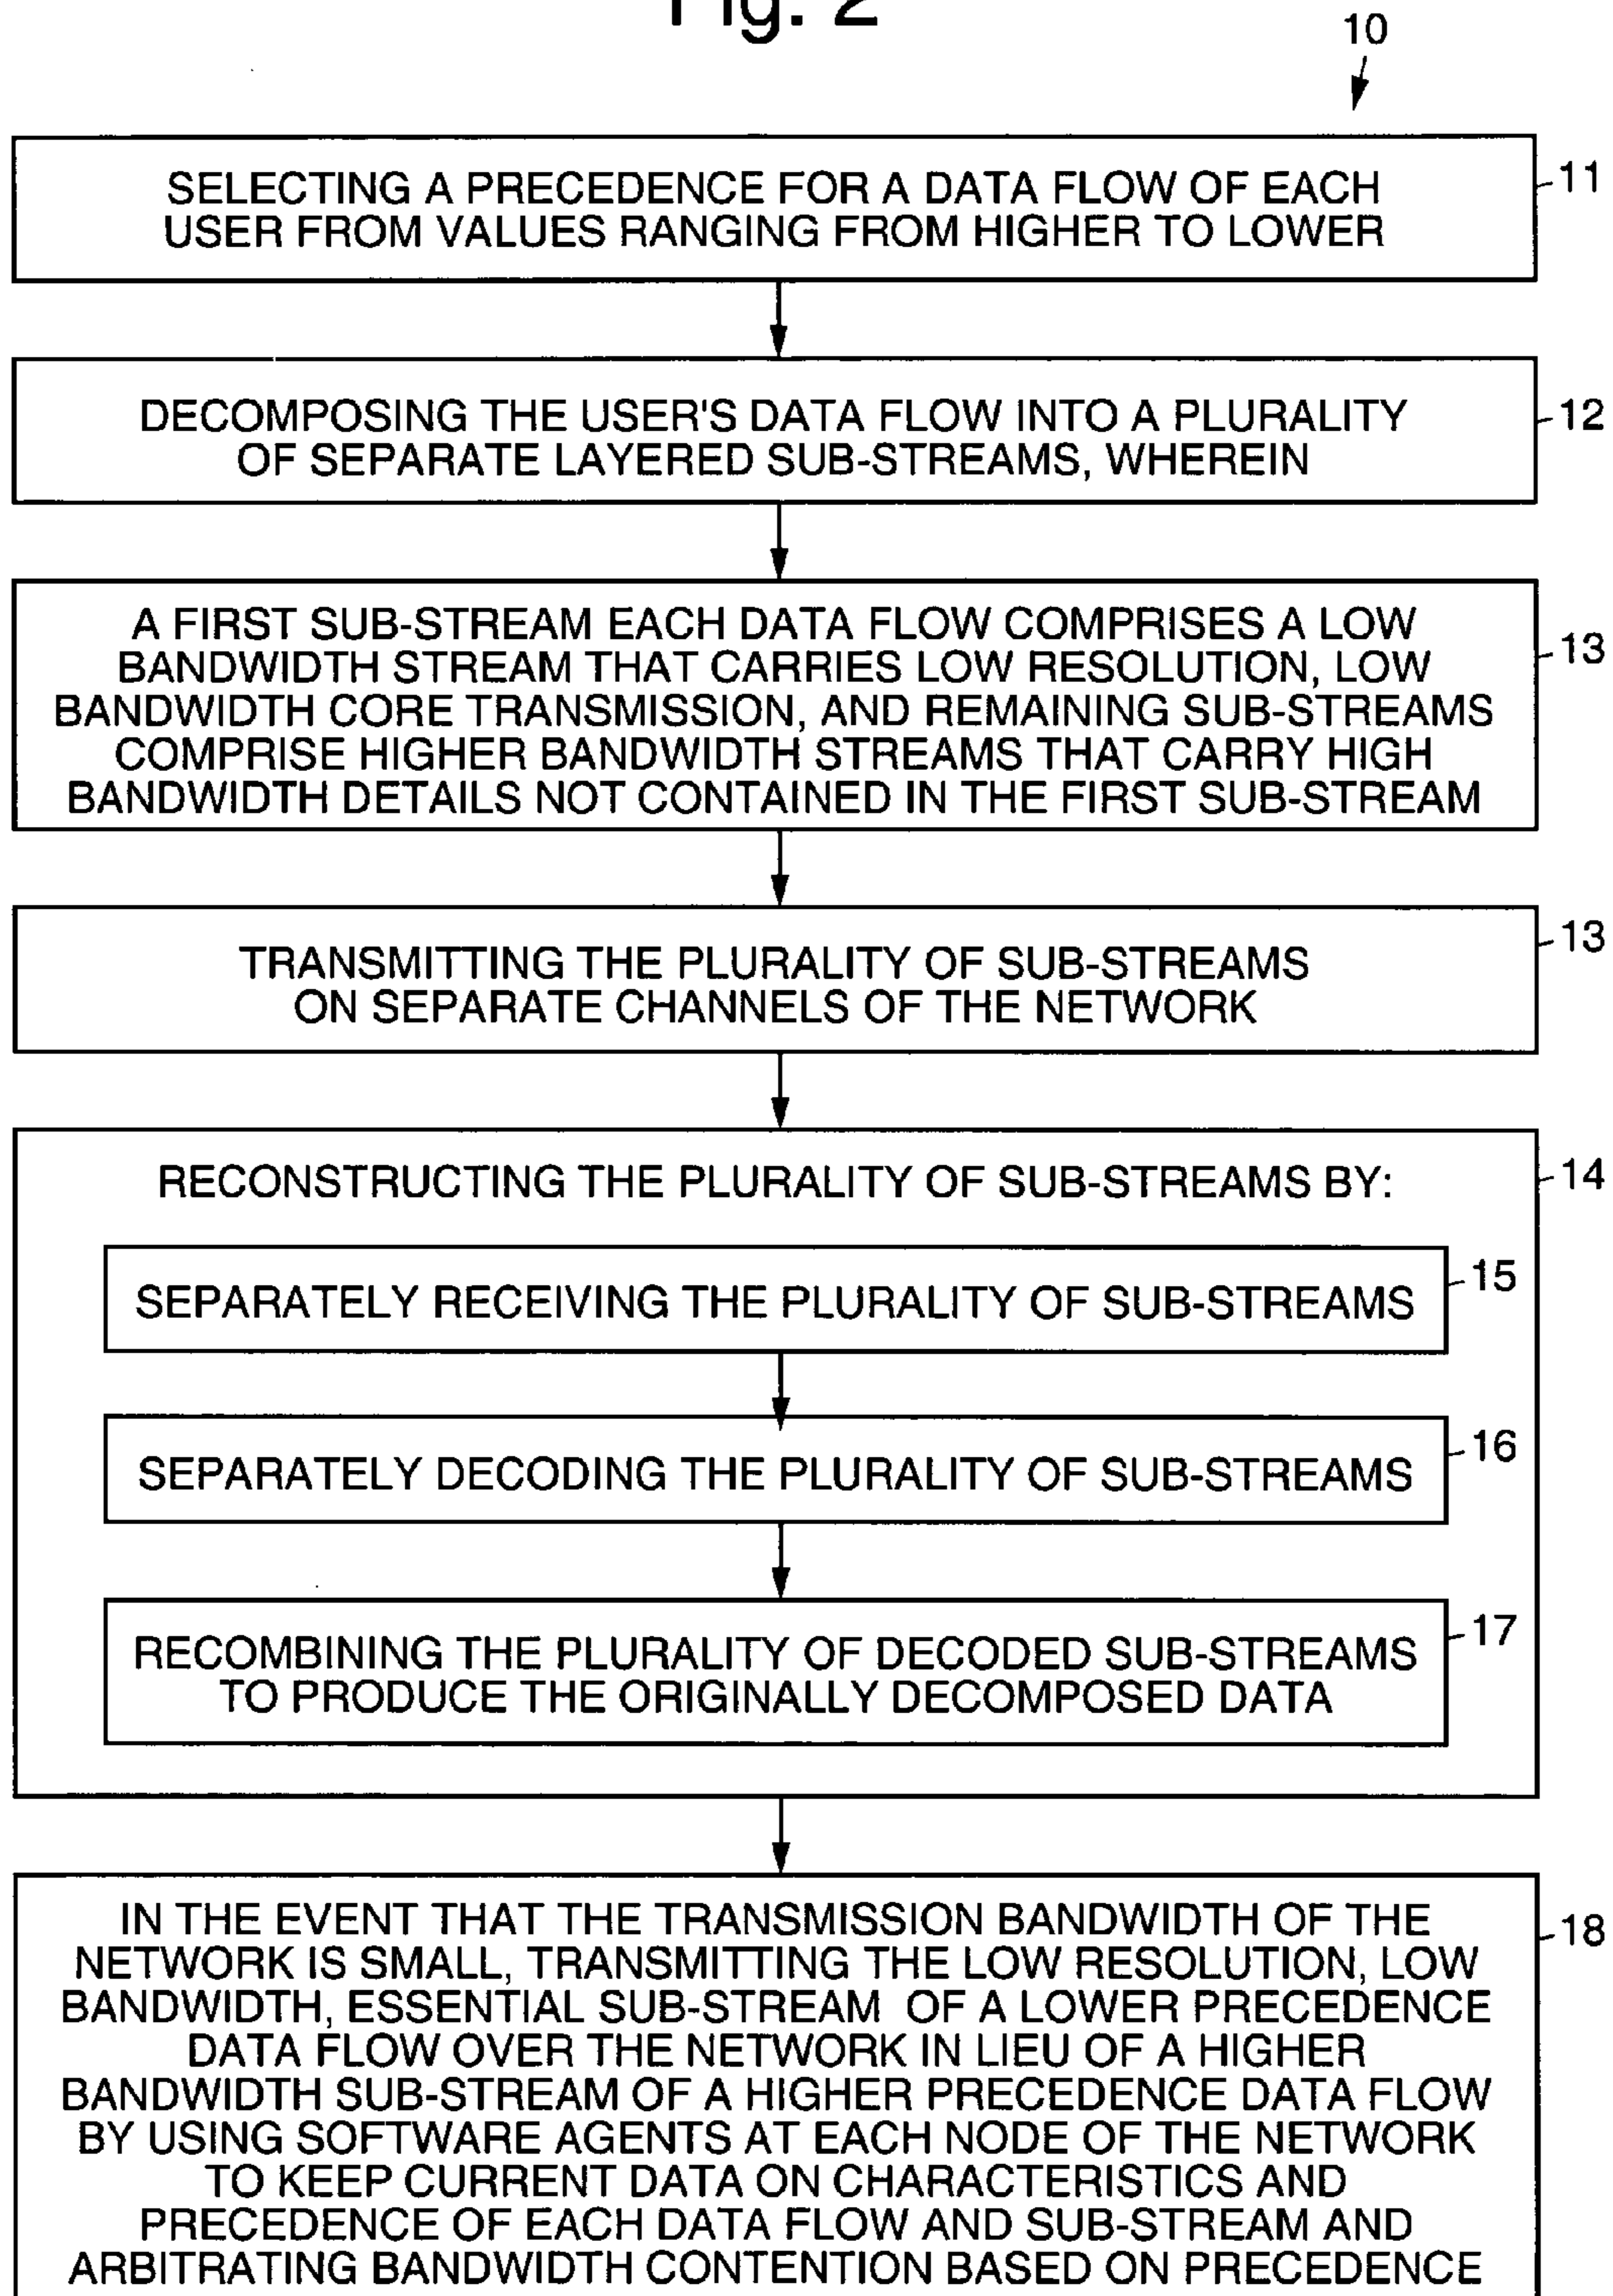 Fig. 2
10
SELECTING A PRECEDENCE FOR A DATA FLOW OF EACH
USER FROM VALUES RANGING FROM HIGHER TO LOWER
11
DECOMPOSING THE USER'S DATA FLOW INTO A PLURALITY
OF SEPARATE LAYERED SUB-STREAMS, WHEREIN
12
A FIRST SUB-STREAM EACH DATA FLOW COMPRISES A LOW
BANDWIDTH STREAM THAT CARRIES LOW RESOLUTION, LOW
BANDWIDTH CORE TRANSMISSION, AND REMAINING SUB-STREAMS
COMPRISE HIGHER BANDWIDTH STREAMS THAT CARRY HIGH
BANDWIDTH DETAILS NOT CONTAINED IN THE FIRST SUB-STREAM
13
TRANSMITTING THE PLURALITY OF SUB-STREAMS
ON SEPARATE CHANNELS OF THE NETWORK
13
RECONSTRUCTING THE PLURALITY OF SUB-STREAMS BY:
14
SEPARATELY RECEIVING THE PLURALITY OF SUB-STREAMS
15
SEPARATELY DECODING THE PLURALITY OF SUB-STREAMS
16
RECOMBINING THE PLURALITY OF DECODED SUB-STREAMS
TO PRODUCE THE ORIGINALLY DECOMPOSED DATA
17
IN THE EVENT THAT THE TRANSMISSION BANDWIDTH OF THE
NETWORK IS SMALL, TRANSMITTING THE LOW RESOLUTION, LOW
BANDWIDTH, ESSENTIAL SUB-STREAM OF A LOWER PRECEDENCE
DATA FLOW OVER THE NETWORK IN LIEU OF A HIGHER
BANDWIDTH SUB-STREAM OF A HIGHER PRECEDENCE DATA FLOW
BY USING SOFTWARE AGENTS AT EACH NODE OF THE NETWORK
TO KEEP CURRENT DATA ON CHARACTERISTICS AND
PRECEDENCE OF EACH DATA FLOW AND SUB-STREAM AND
ARBITRATING BANDWIDTH CONTENTION BASED ON PRECEDENCE
18